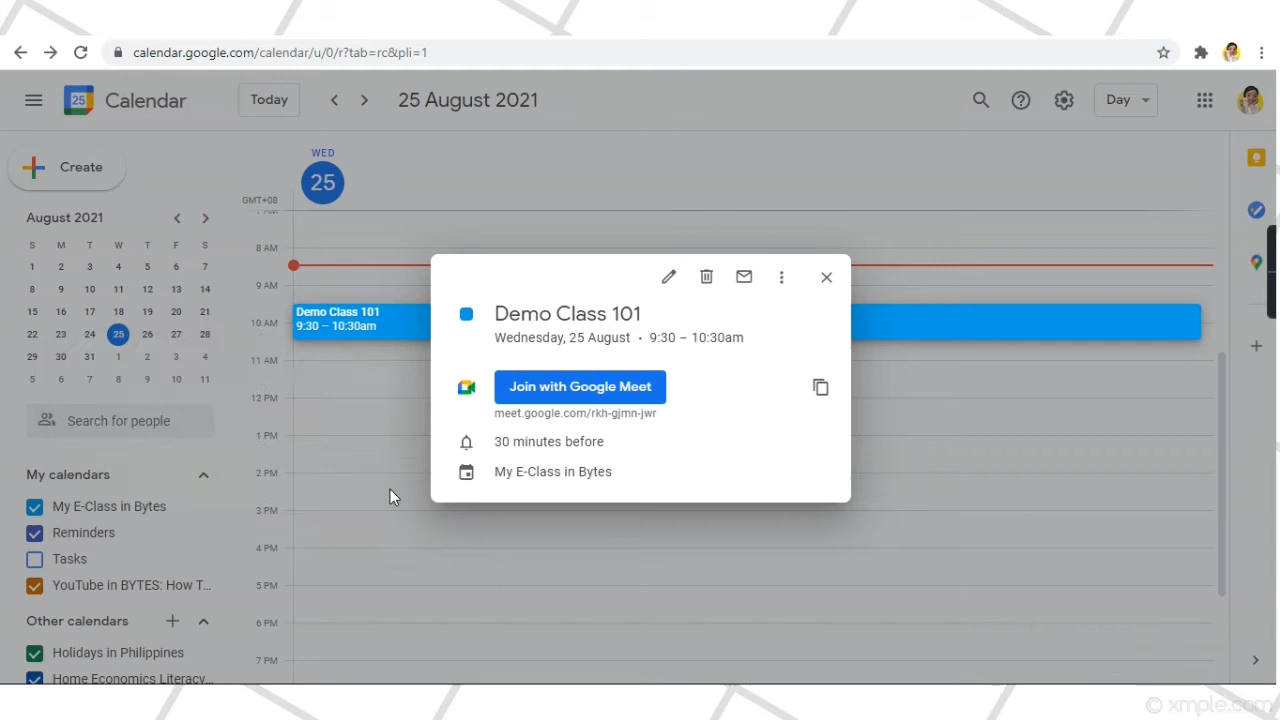 calendar.google.com/calendar/u/0/r?tab=rc&pli=1
25 Calendar Today 25 August 2021 Day
Create
WED
25
GMT+08
August 2021
S M T W T F S
1 2 3 4 5 6 7
8 9 10 11 12 13 14
15 16 17 18 19 20 21
22 23 24 25 26 27 28
29 30 31 1 2 3 4
5 6 7 8 9 10 11
Search for people
My calendars
My E-Class in Bytes
Reminders
Tasks
YouTube in BYTES: How T...
Other calendars
Holidays in Philippines
Home Economics Literacy...
7 AM
8 AM
9 AM
10 AM
11 AM
12 PM
1 PM
2 PM
3 PM
4 PM
5 PM
6 PM
7 PM
Demo Class 101
9:30 – 10:30am
Demo Class 101
Wednesday, 25 August • 9:30 – 10:30am
Join with Google Meet
meet.google.com/rkh-gjmn-jwr
30 minutes before
My E-Class in Bytes
© xmple.com